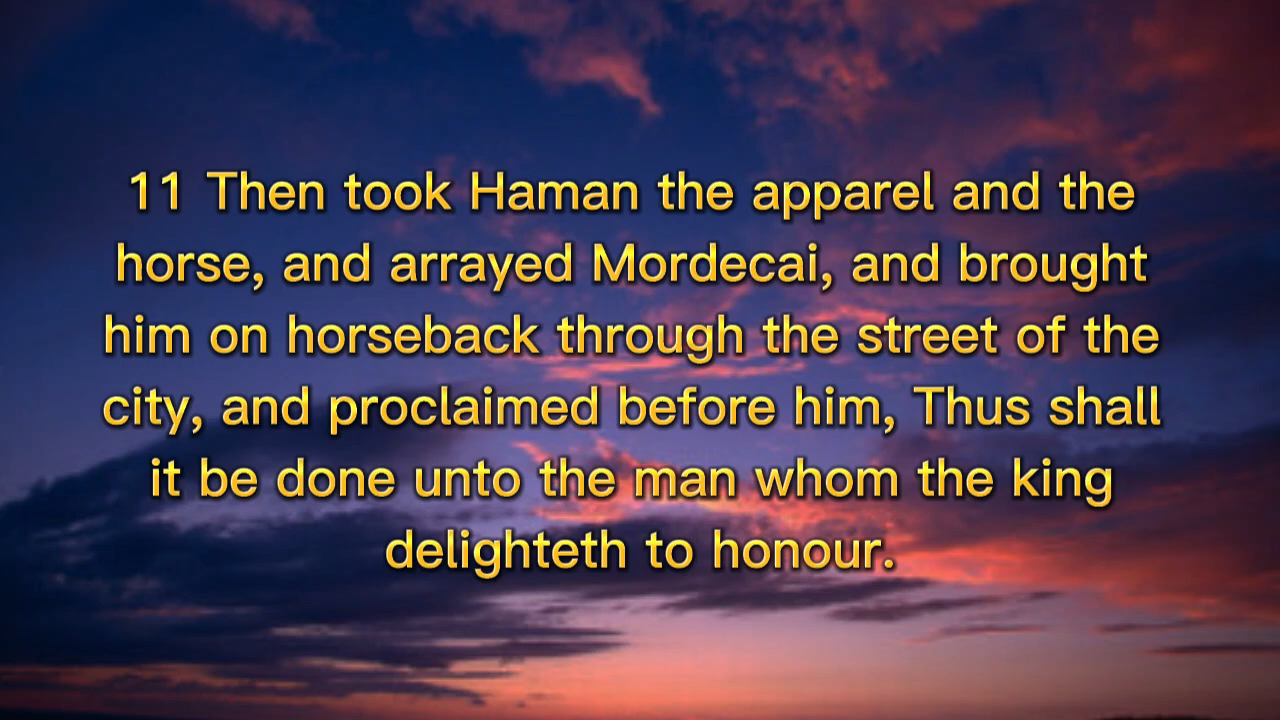 11 Then took Haman the apparel and the
horse, and arrayed Mordecai, and brought
him on horseback through the street of the
city, and proclaimed before him, Thus shall
it be done unto the man whom the king
delighteth to honour.